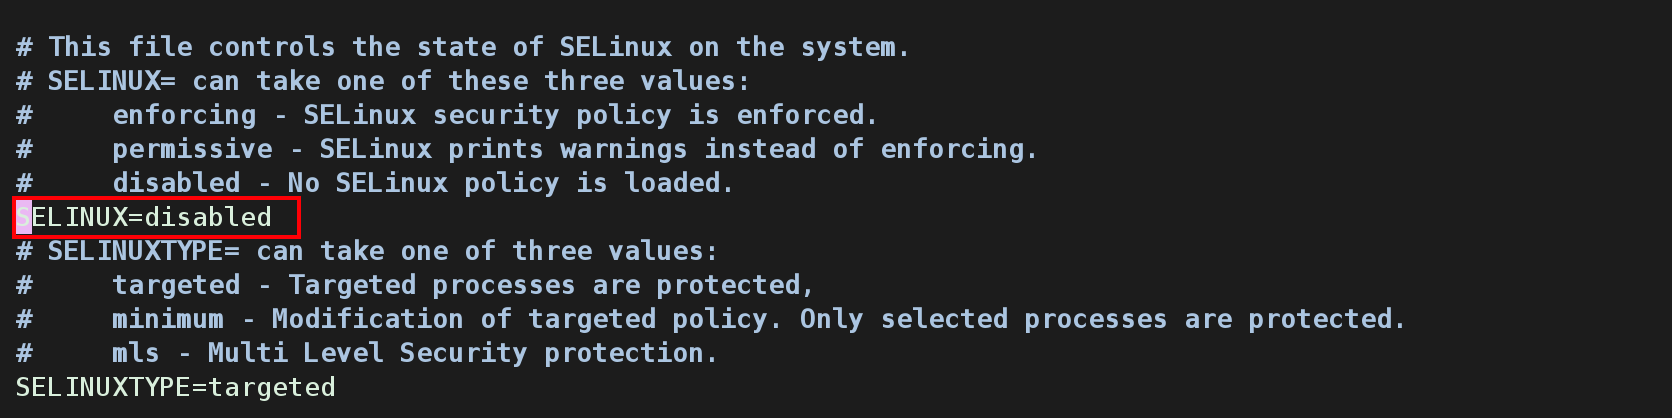 # This file controls the state of SELinux on the system.
# SELINUX= can take one of these three values:
#     enforcing - SELinux security policy is enforced.
#     permissive - SELinux prints warnings instead of enforcing.
#     disabled - No SELinux policy is loaded.
SELINUX=disabled
# SELINUXTYPE= can take one of three values:
#     targeted - Targeted processes are protected,
#     minimum - Modification of targeted policy. Only selected processes are protected.
#     mls - Multi Level Security protection.
SELINUXTYPE=targeted